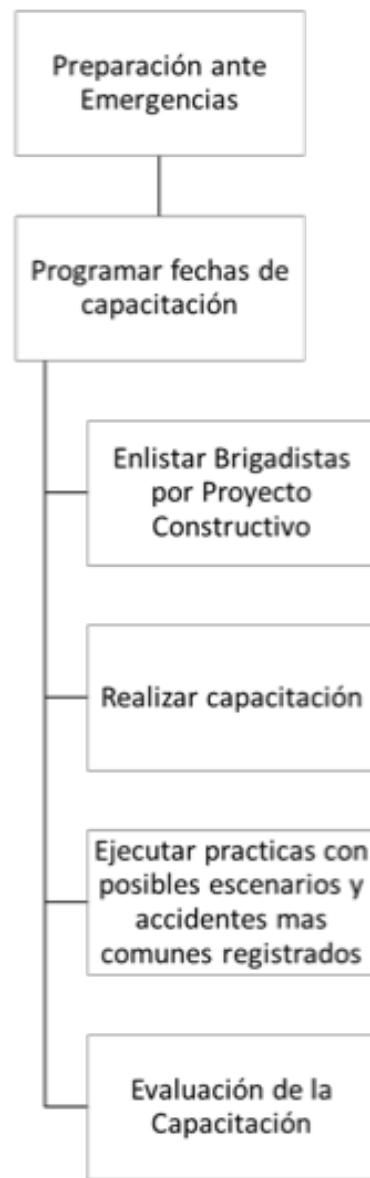 Preparación ante
Emergencias
Programar fechas de
capacitación
Enlistar Brigadistas
por Proyecto
Constructivo
Realizar capacitación
Ejecutar practicas con
posibles escenarios y
accidentes mas
comunes registrados
Evaluación de la
Capacitación